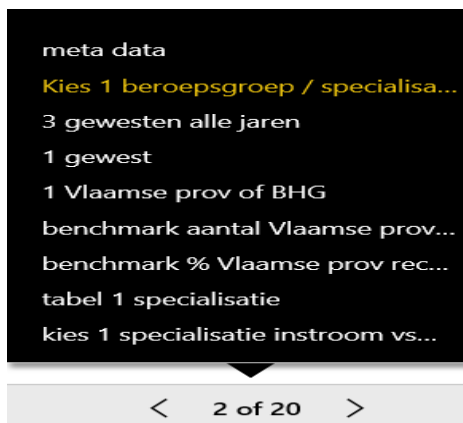 meta data
Kies 1 beroepsgroep / specialisa...
3 gewesten alle jaren
1 gewest
1 Vlaamse prov of BHG
benchmark aantal Vlaamse prov...
benchmark % Vlaamse prov rec...
tabel 1 specialisatie
kies 1 specialisatie instroom vs...
< 2 of 20 >